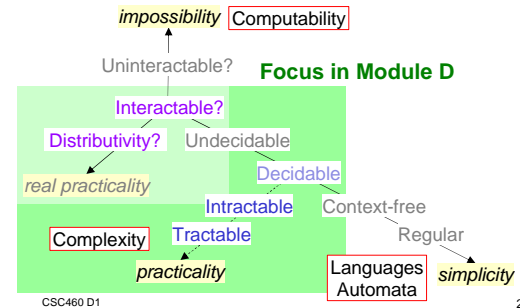 impossibility
Computability
Uninteractable?
Focus in Module D
Interactable?
Distributivity?
Undecidable
Decidable
real practicality
Intractable
Context-free
Tractable
Regular
Complexity
practicality
Languages
Automata
simplicity
CSC460 D1
2